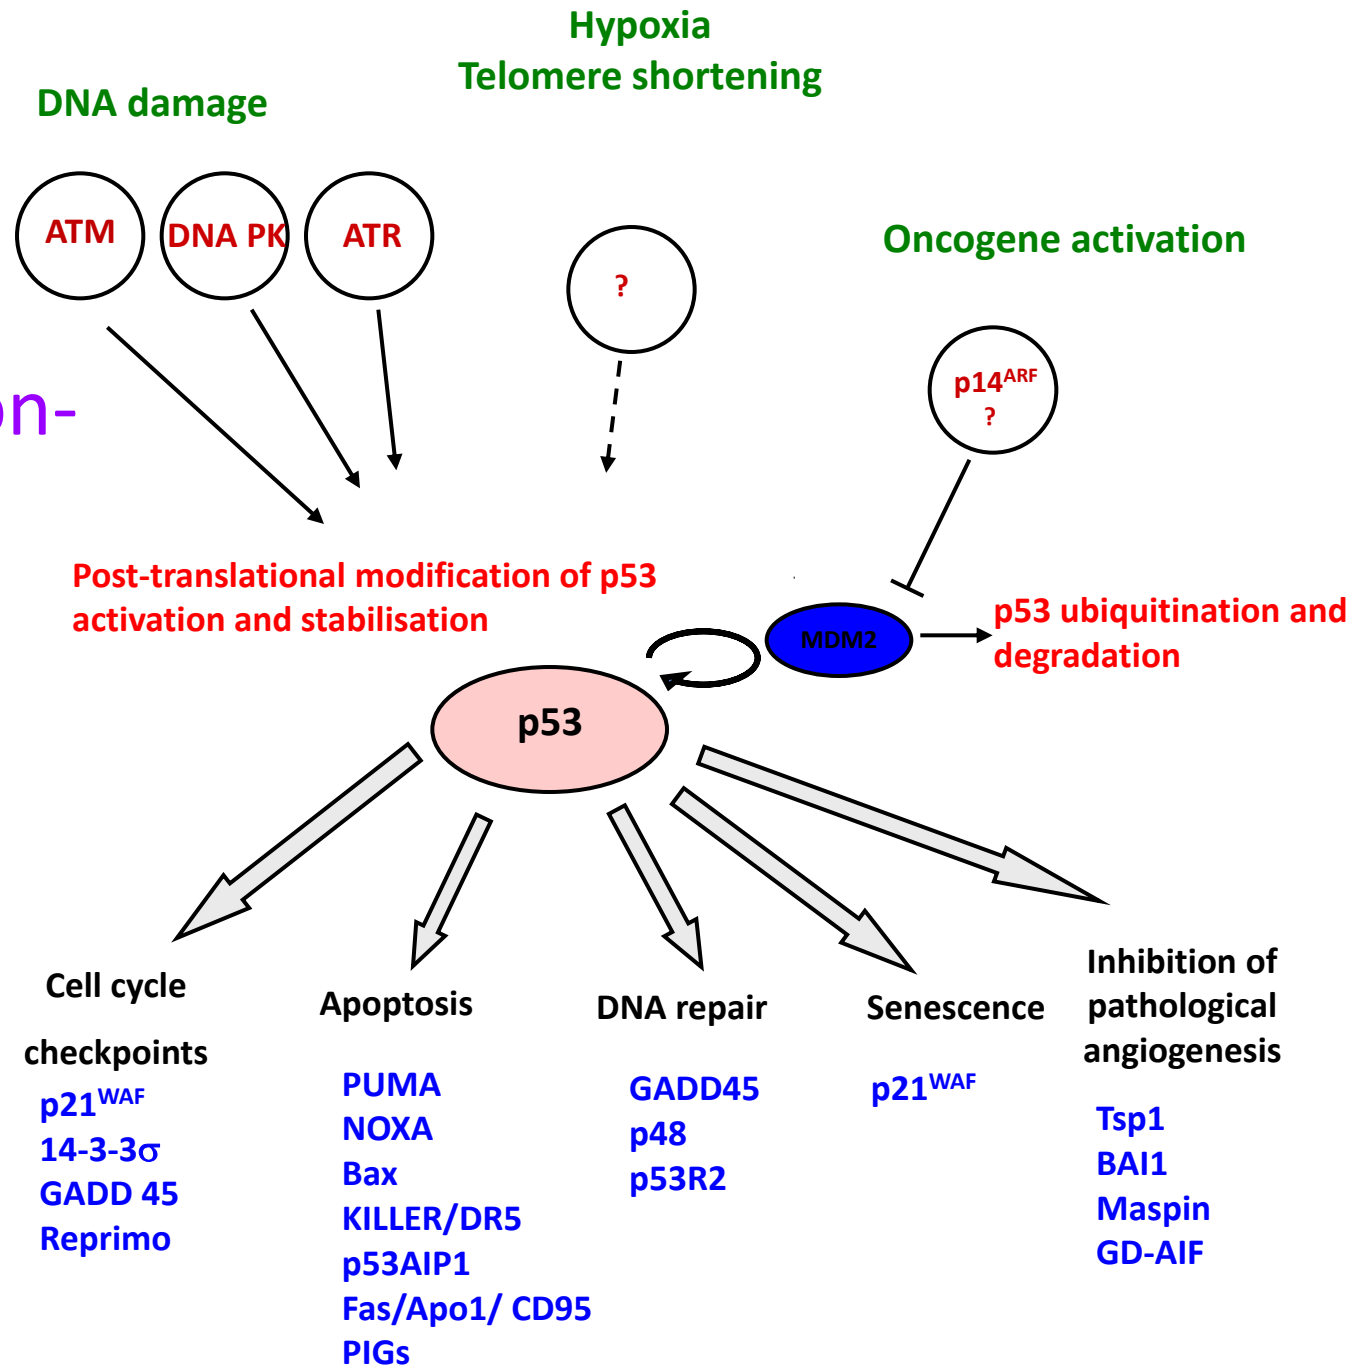 Hypoxia
Telomere shortening
DNA damage
ATM
DNA PK
ATR
?
Oncogene activation
p14ARF
?
on-
Post-translational modification of p53
activation and stabilisation
MDM2
p53 ubiquitination and
degradation
p53
Cell cycle
checkpoints
p21WAF
14-3-3σ
GADD 45
Reprimo
Apoptosis
PUMA
NOXA
Bax
KILLER/DR5
p53AIP1
Fas/Apo1/ CD95
PIGs
DNA repair
GADD45
p48
p53R2
Senescence
p21WAF
Inhibition of
pathological
angiogenesis
Tsp1
BAI1
Maspin
GD-AIF